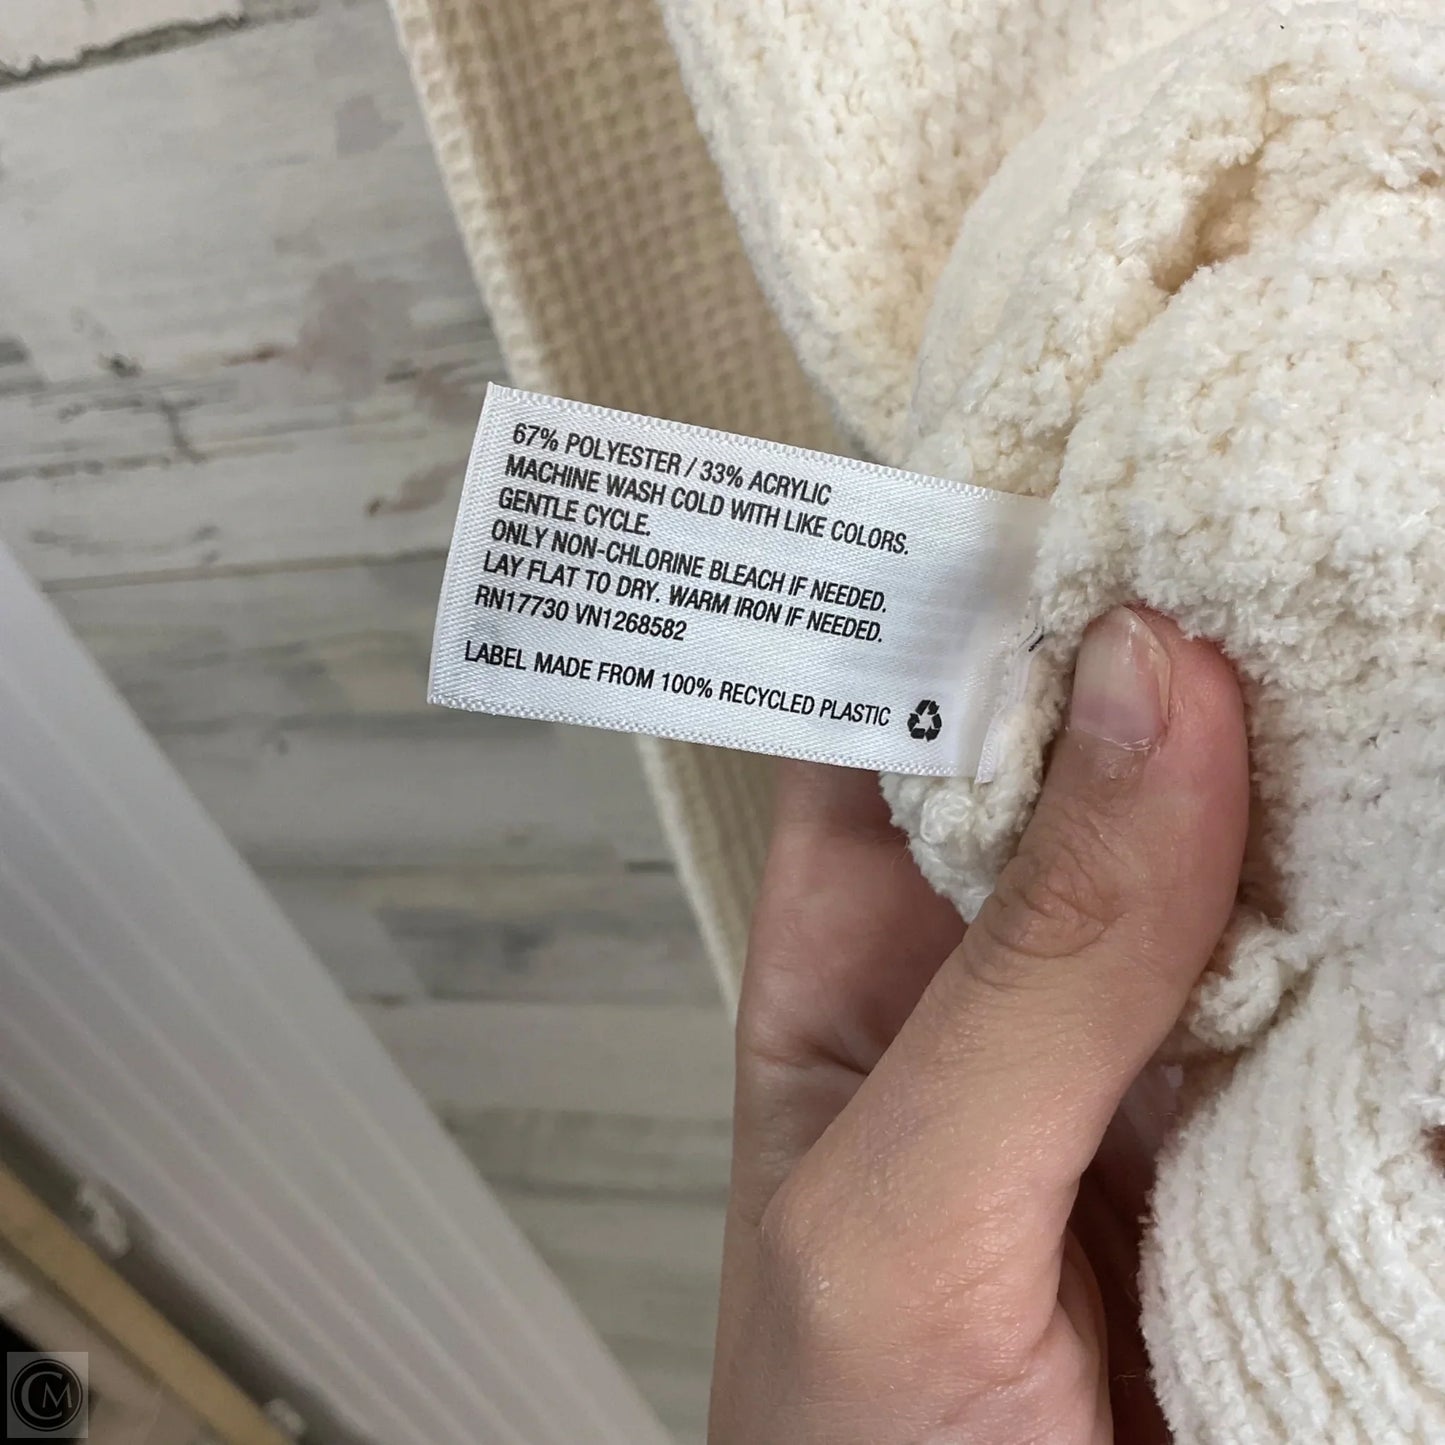 67% POLYESTER / 33% ACRYLIC
MACHINE WASH COLD WITH LIKE COLORS.
GENTLE CYCLE.
ONLY NON-CHLORINE BLEACH IF NEEDED.
LAY FLAT TO DRY. WARM IRON IF NEEDED.
RN17730 VN1268582
LABEL MADE FROM 100% RECYCLED PLASTIC
CM